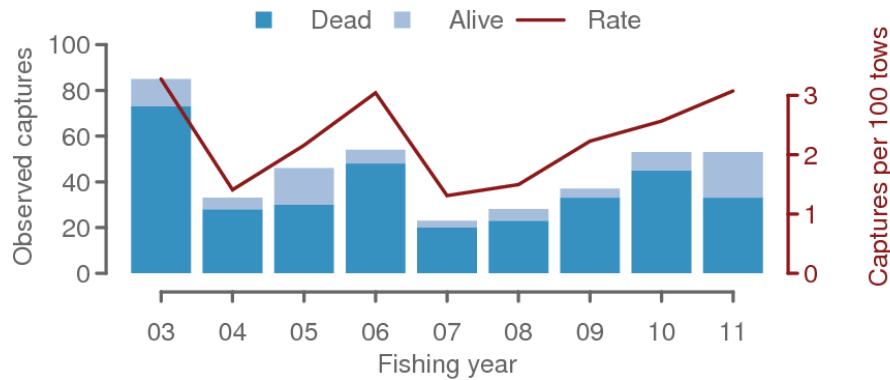 Dead Alive Rate
Observed captures
100
80
60
40
20
0
Captures per 100 tows
3
2
1
0
03 04 05 06 07 08 09 10 11
Fishing year